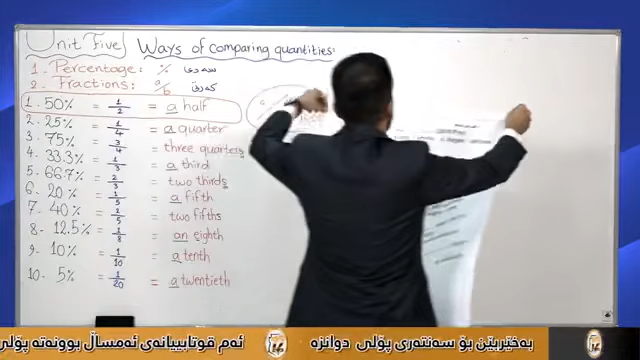 Unit Five Ways of comparing quantities:
1 - Percentage: % سەدی
2 - Fractions: a/b کەرتی
1 - 50% = 1/2 = a half
2 - 25% = 1/4 = a quarter
3 - 75% = 3/4 = three quarters
4 - 33.3% = 1/3 = a third
5 - 66.7% = 2/3 = two thirds
6 - 20% = 1/5 = a fifth
7 - 40% = 2/5 = two fifths
8 - 12.5% = 1/8 = an eighth
9 - 10% = 1/10 = a tenth
10 - 5% = 1/20 = a twentieth
بەخێربێن بۆ سەنتەری پۆلی دوانزە
ئەم قوتابییانەی ئەمساڵ بوونەتە پۆلی